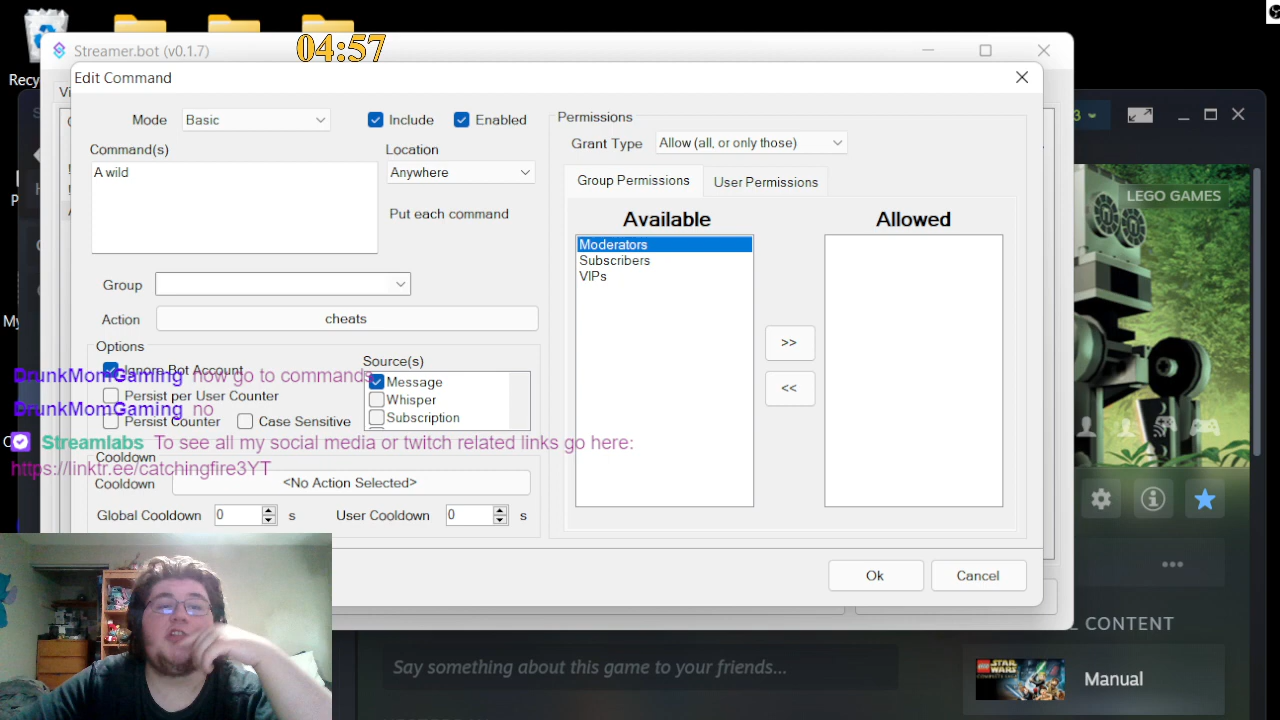 Streamer.bot (v0.1.7)
04:57
Edit Command
Mode
Basic
Include
Enabled
Command(s)
A wild
Location
Anywhere
Put each command
Group
Action
cheats
Options
Ignore Bot Account
Persist per User Counter
Persist Counter
Case Sensitive
Source(s)
Message
Whisper
Subscription
Cooldown
Cooldown
<No Action Selected>
Global Cooldown
0
s
User Cooldown
0
s
Permissions
Grant Type
Allow (all, or only those)
Group Permissions
User Permissions
Available
Moderators
Subscribers
VIPs
>>
<<
Allowed
Ok
Cancel
DrunkMomGaming now go to commands
DrunkMomGaming no
Streamlabs To see all my social media or twitch related links go here:
https://linktr.ee/catchingfire3YT
Recy
Vi
My
3
LEGO GAMES
CONTENT
Say something about this game to your friends...
STAR WARS
Manual